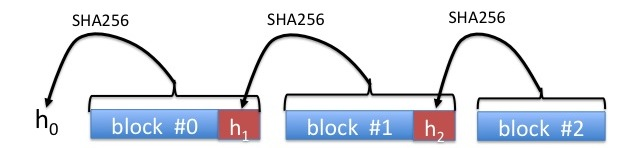 SHA256 SHA256 SHA256
h₀ block #0 h₁ block #1 h₂ block #2